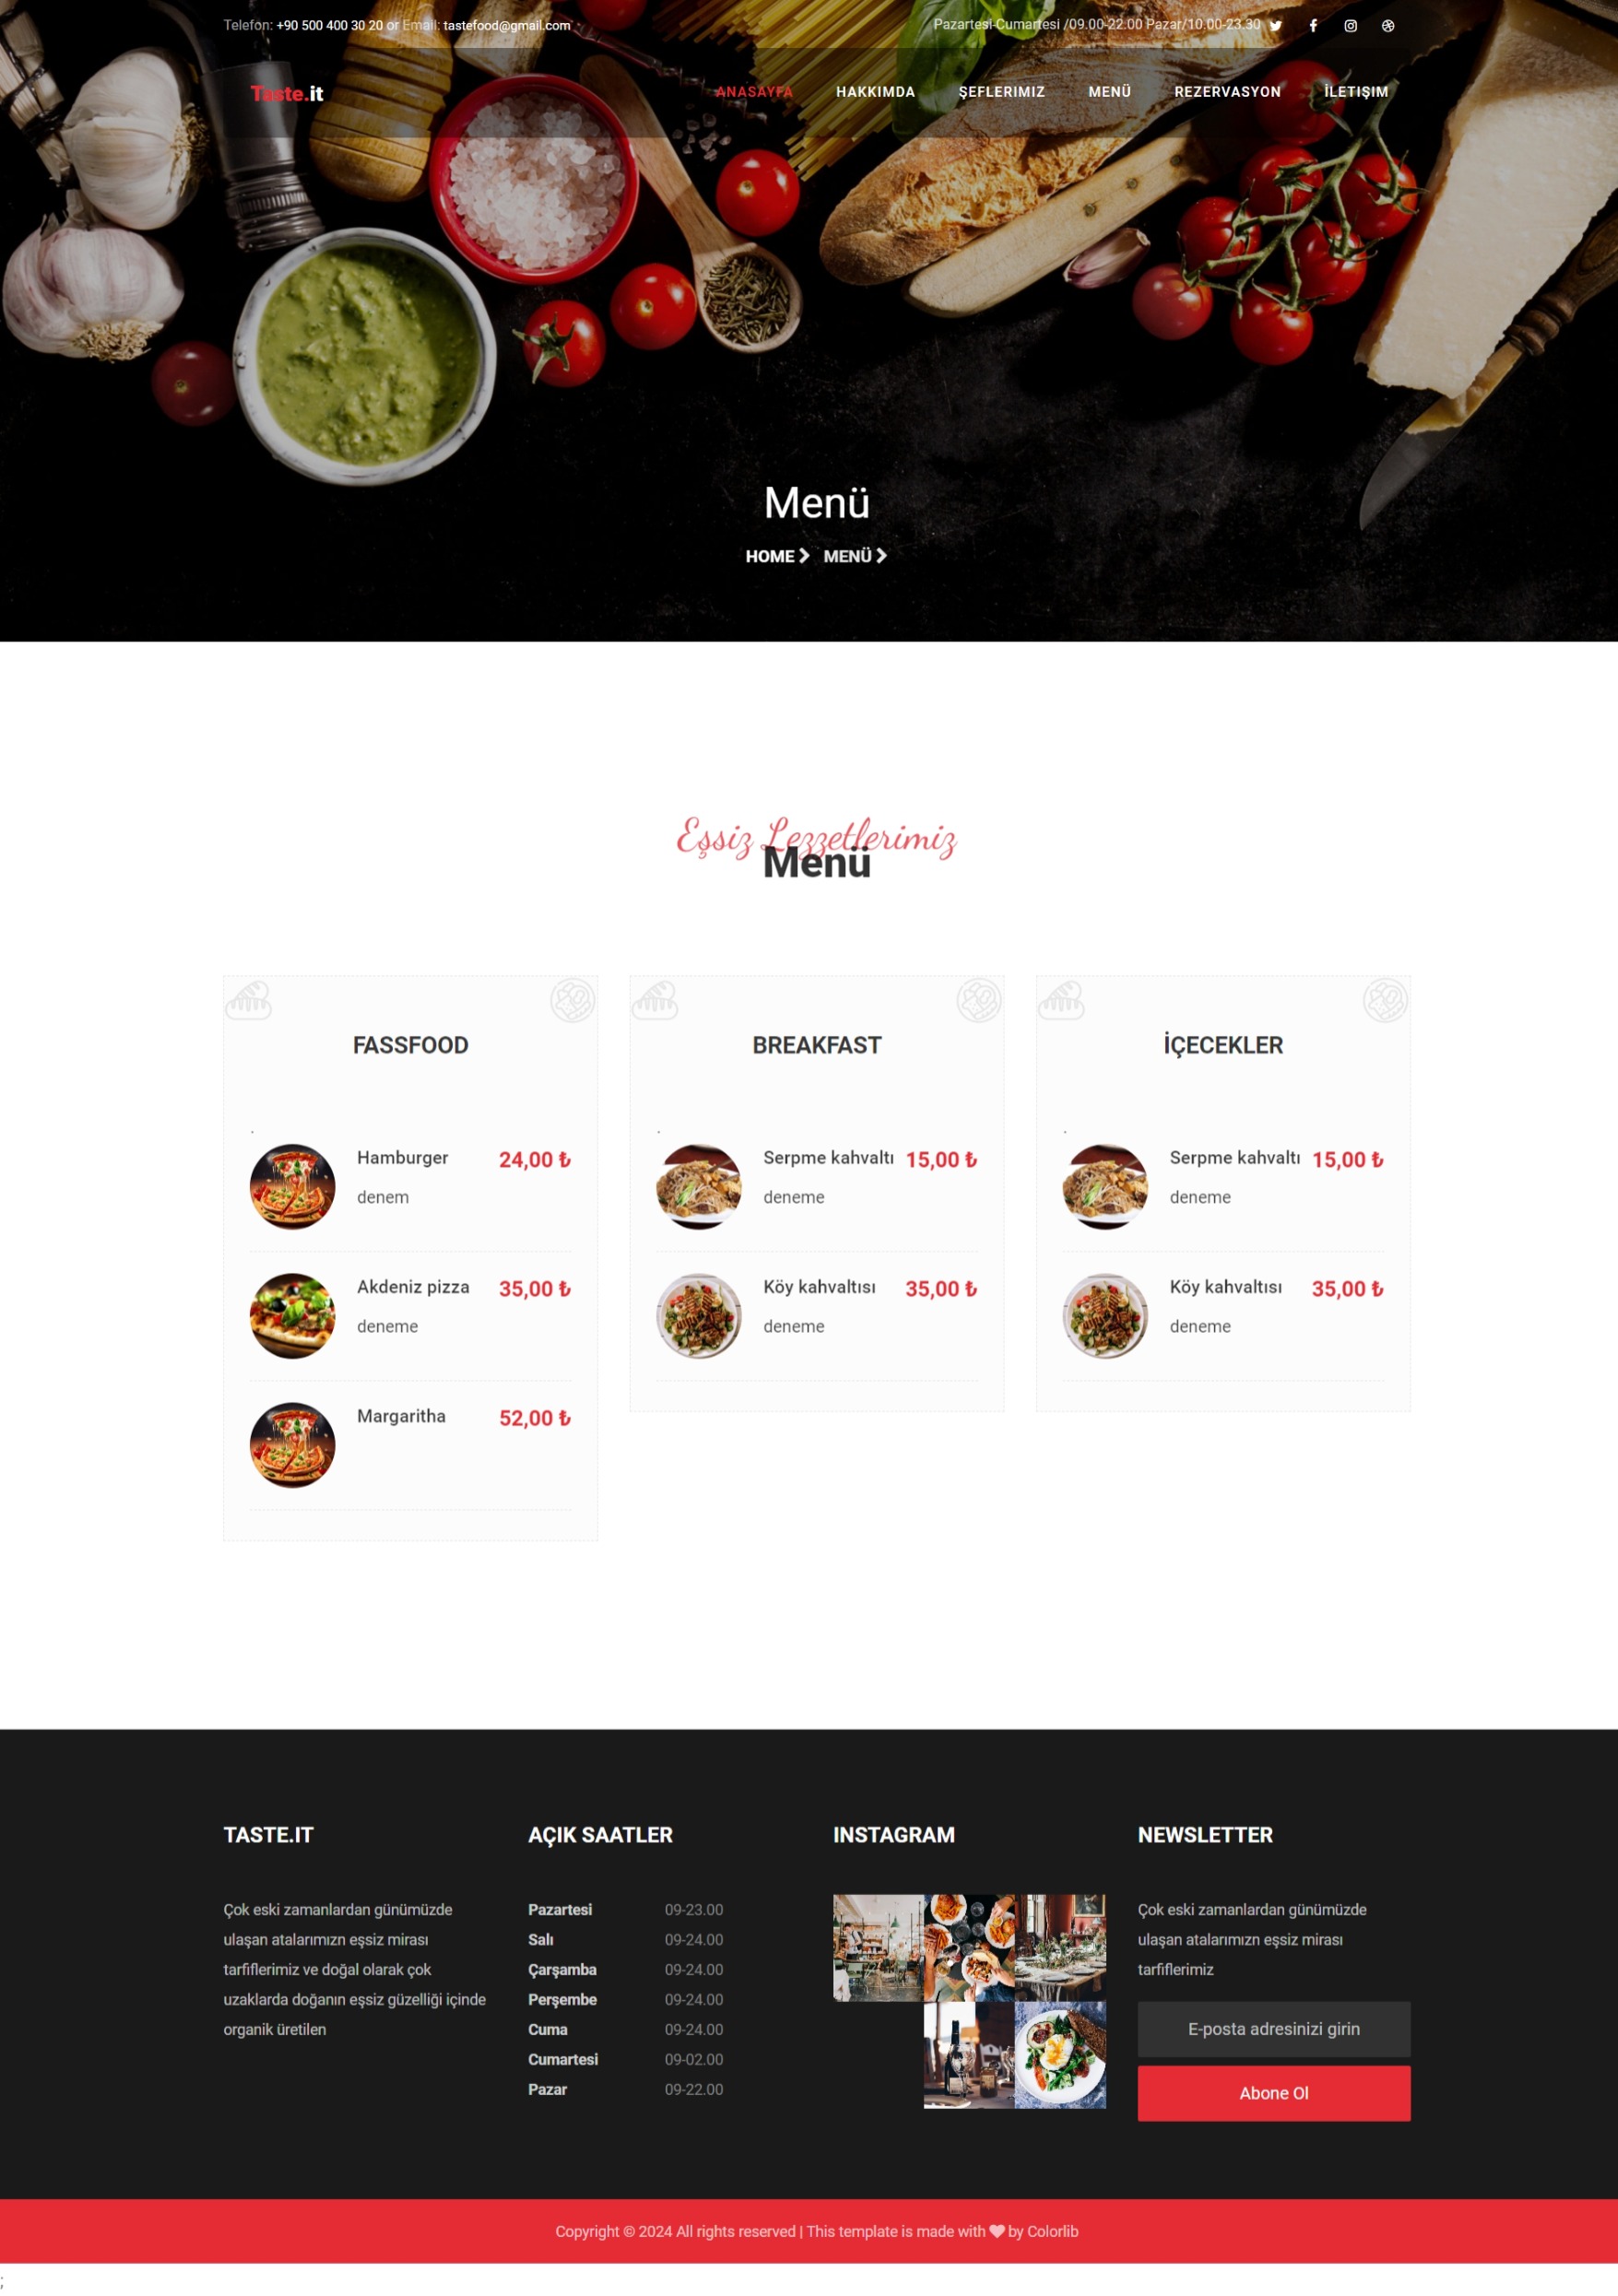 Telefon: +90 500 400 30 20 or Email: tastefood@gmail.com
Pazartesi-Cumartesi /09.00-22.00 Pazar/10.00-23.30
Taste.it
ANASAYFA HAKKIMDA ŞEFLERIMIZ MENÜ REZERVASYON İLETIŞIM
Menü
HOME MENÜ
Eşsiz Lezzetlerimiz
Menü
FASSFOOD
.
Hamburger 24,00 ₺
denem
Akdeniz pizza 35,00 ₺
deneme
Margaritha 52,00 ₺
BREAKFAST
.
Serpme kahvaltı 15,00 ₺
deneme
Köy kahvaltısı 35,00 ₺
deneme
İÇECEKLER
.
Serpme kahvaltı 15,00 ₺
deneme
Köy kahvaltısı 35,00 ₺
deneme
TASTE.IT
Çok eski zamanlardan günümüzde
ulaşan atalarımızn eşsiz mirası
tarfiflerimiz ve doğal olarak çok
uzaklarda doğanın eşsiz güzelliği içinde
organik üretilen
AÇIK SAATLER
Pazartesi 09-23.00
Salı 09-24.00
Çarşamba 09-24.00
Perşembe 09-24.00
Cuma 09-24.00
Cumartesi 09-02.00
Pazar 09-22.00
INSTAGRAM
NEWSLETTER
Çok eski zamanlardan günümüzde
ulaşan atalarımızn eşsiz mirası
tarfiflerimiz
E-posta adresinizi girin
Abone Ol
Copyright © 2024 All rights reserved | This template is made with ♥ by Colorlib
;